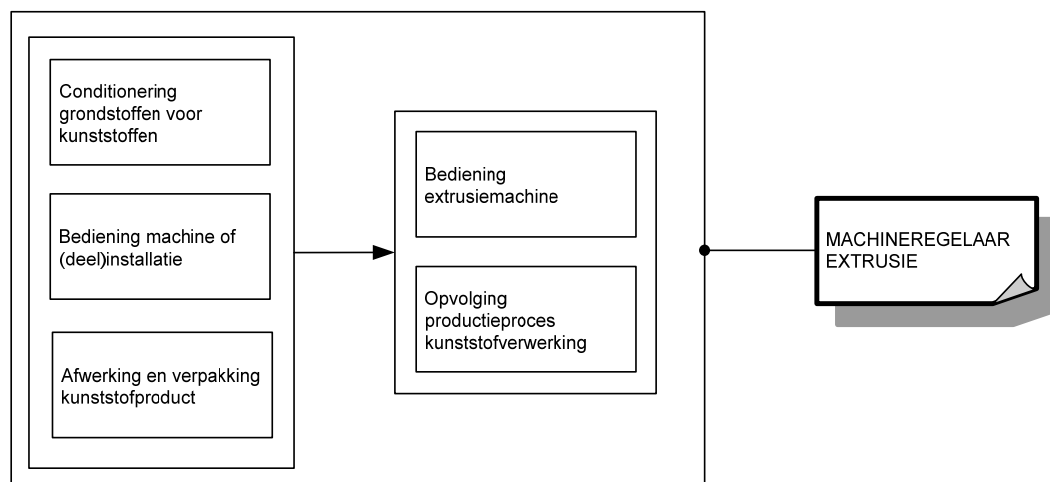 Conditionering
grondstoffen voor
kunststoffen
Bediening machine of
(deel)installatie
Afwerking en verpakking
kunstofproduct
Bediening
extrusiemachine
Opvolging
productieproces
kunststofverwerking
MACHINEREGELAAR
EXTRUSIE